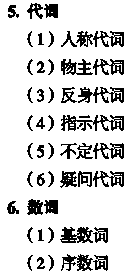 5. 代词
（1）人称代词
（2）物主代词
（3）反身代词
（4）指示代词
（5）不定代词
（6）疑问代词
6. 数词
（1）基数词
（2）序数词